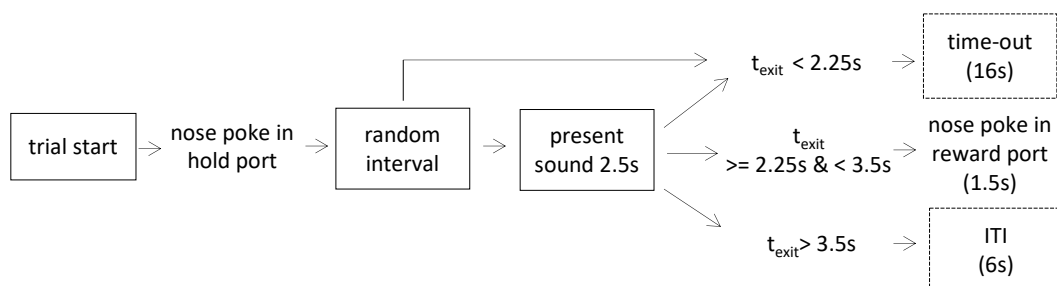 trial start
nose poke in
hold port
random
interval
present
sound 2.5s
t_exit < 2.25s
time-out
(16s)
t_exit
>= 2.25s & < 3.5s
nose poke in
reward port
(1.5s)
t_exit> 3.5s
ITI
(6s)